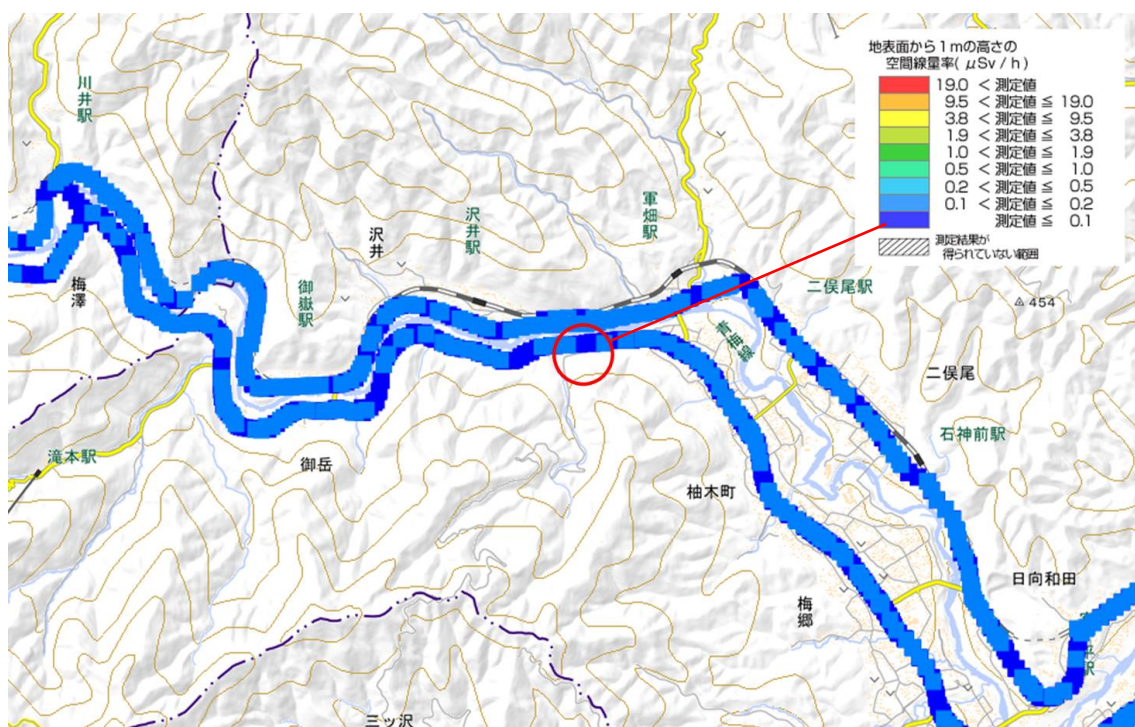 地表面から1mの高さの
空間線量率( μSv / h )
19.0 < 測定値
9.5 < 測定値 ≦ 19.0
3.8 < 測定値 ≦ 9.5
1.9 < 測定値 ≦ 3.8
1.0 < 測定値 ≦ 1.9
0.5 < 測定値 ≦ 1.0
0.2 < 測定値 ≦ 0.5
0.1 < 測定値 ≦ 0.2
測定値 ≦ 0.1
測定結果が
得られていない範囲
川井駅
梅澤
沢井
沢井駅
御嶽駅
軍畑駅
二俣尾駅
454
青梅線
二俣尾
石神前駅
滝本駅
御岳
柚木町
日向和田
梅郷
三ッ沢